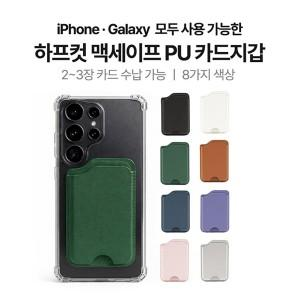 iPhone · Galaxy 모두 사용 가능한
하프컷 맥세이프 PU 카드지갑
2~3장 카드 수납 가능 | 8가지 색상